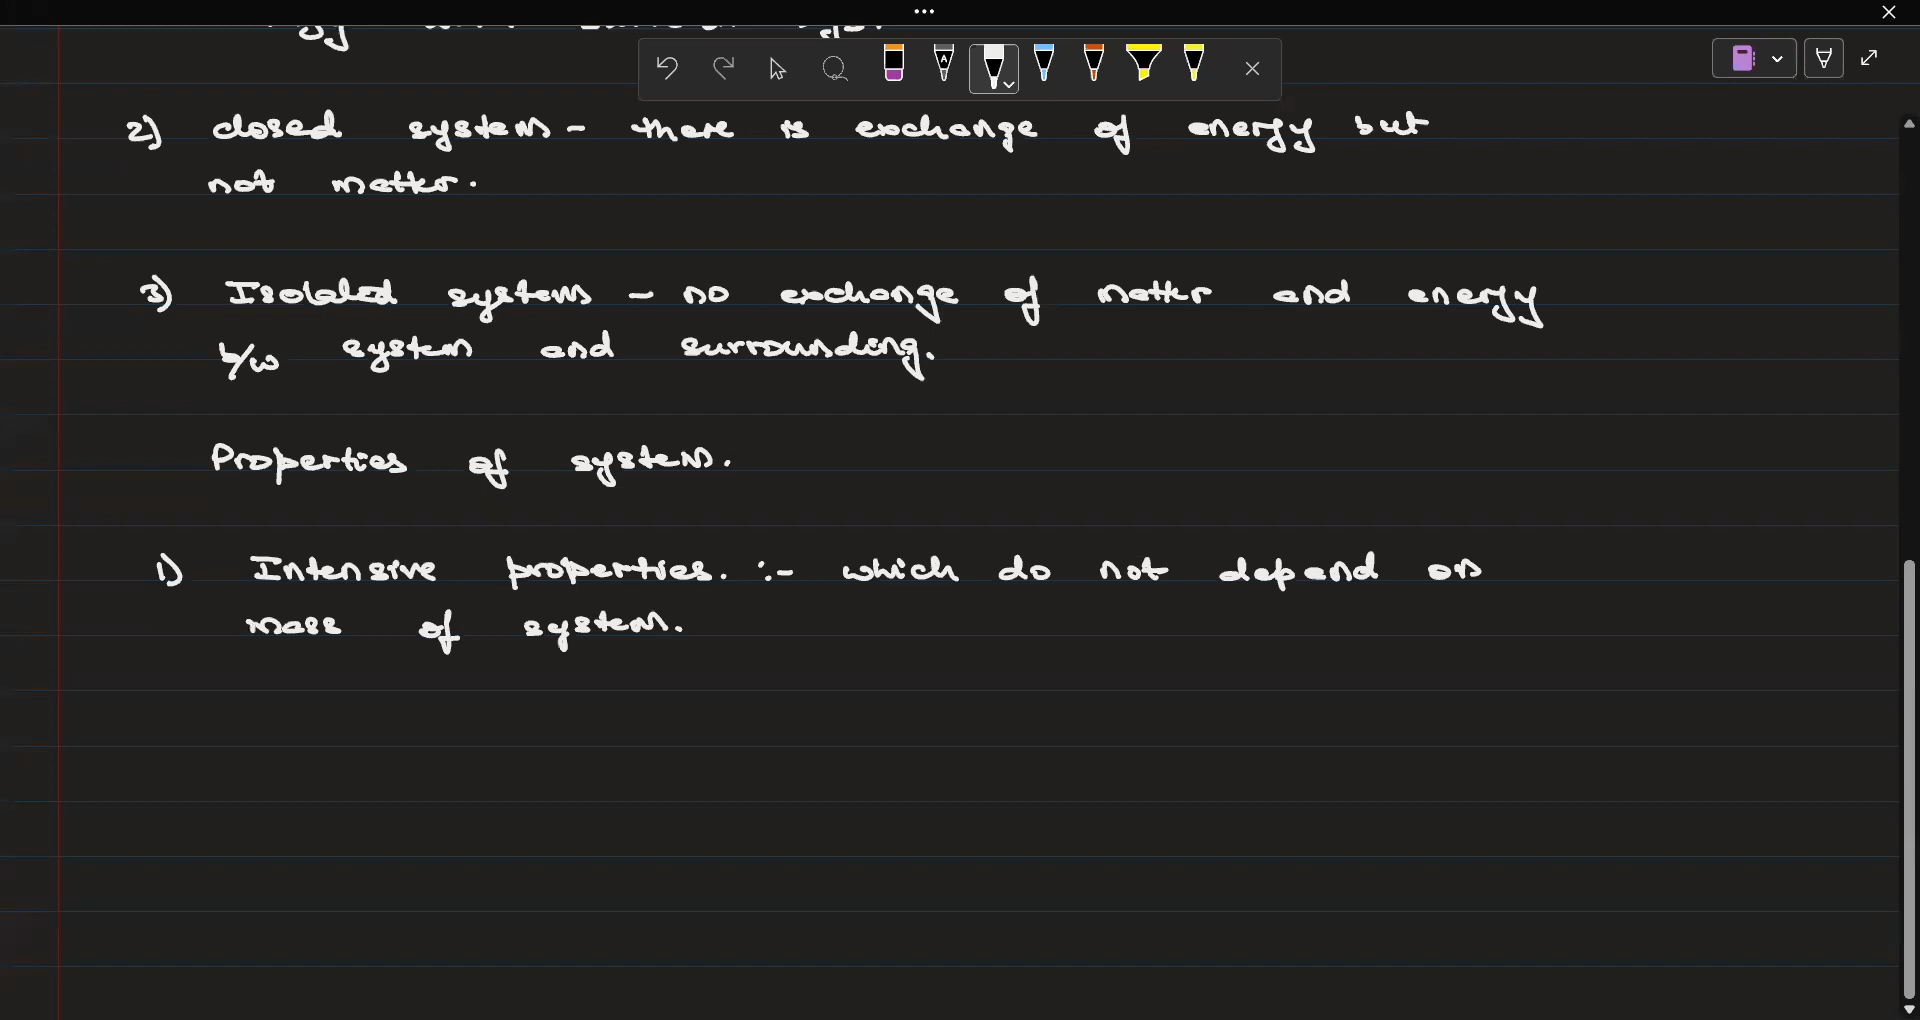 2) closed system - there is exchange of energy but
not matter.
3) Isolated system - no exchange of matter and energy
b/w system and surrounding.
Properties of system.
1) Intensive properties. :- which do not depend on
mass of system.